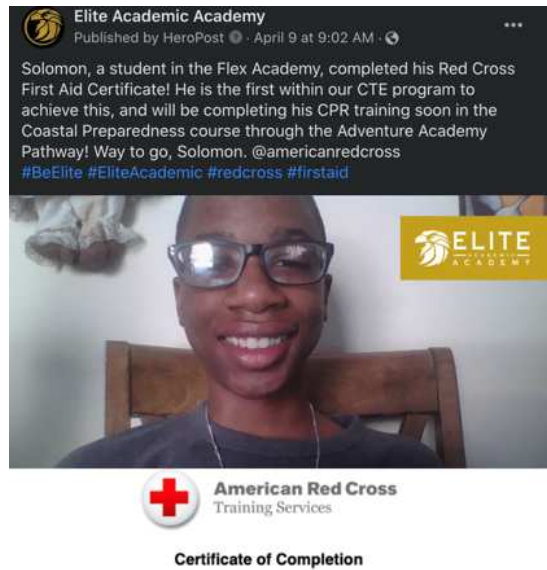 Elite Academic Academy
Published by HeroPost · April 9 at 9:02 AM ·
Solomon, a student in the Flex Academy, completed his Red Cross
First Aid Certificate! He is the first within our CTE program to
achieve this, and will be completing his CPR training soon in the
Coastal Preparedness course through the Adventure Academy
Pathway! Way to go, Solomon. @americanredcross
#BeElite #EliteAcademic #redcross #firstaid
ELITE
ACADEMIC
ACADEMY
American Red Cross
Training Services
Certificate of Completion